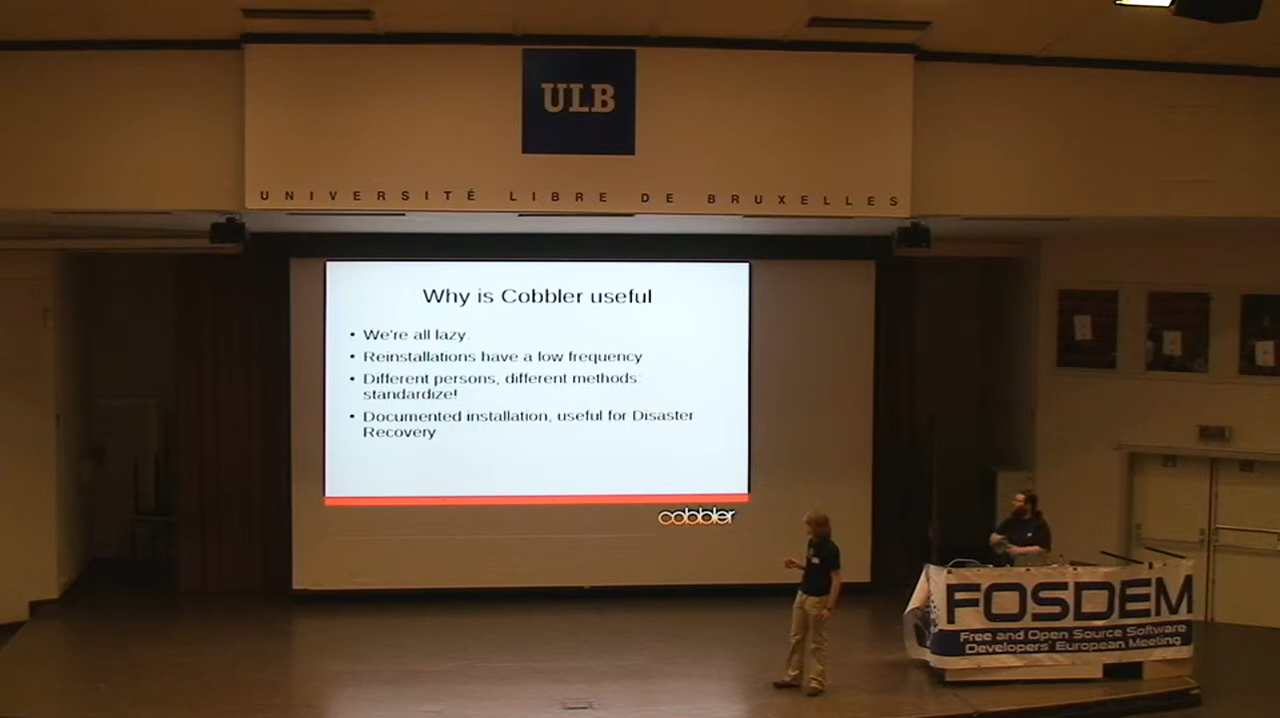 ULB
UNIVERSITÉ LIBRE DE BRUXELLES
Why is Cobbler useful
• We're all lazy.
• Reinstallations have a low frequency
• Different persons, different methods:
standardize!
• Documented installation, useful for Disaster
Recovery
cobbler
FOSDEM
Free and Open Source Software
Developers' European Meeting